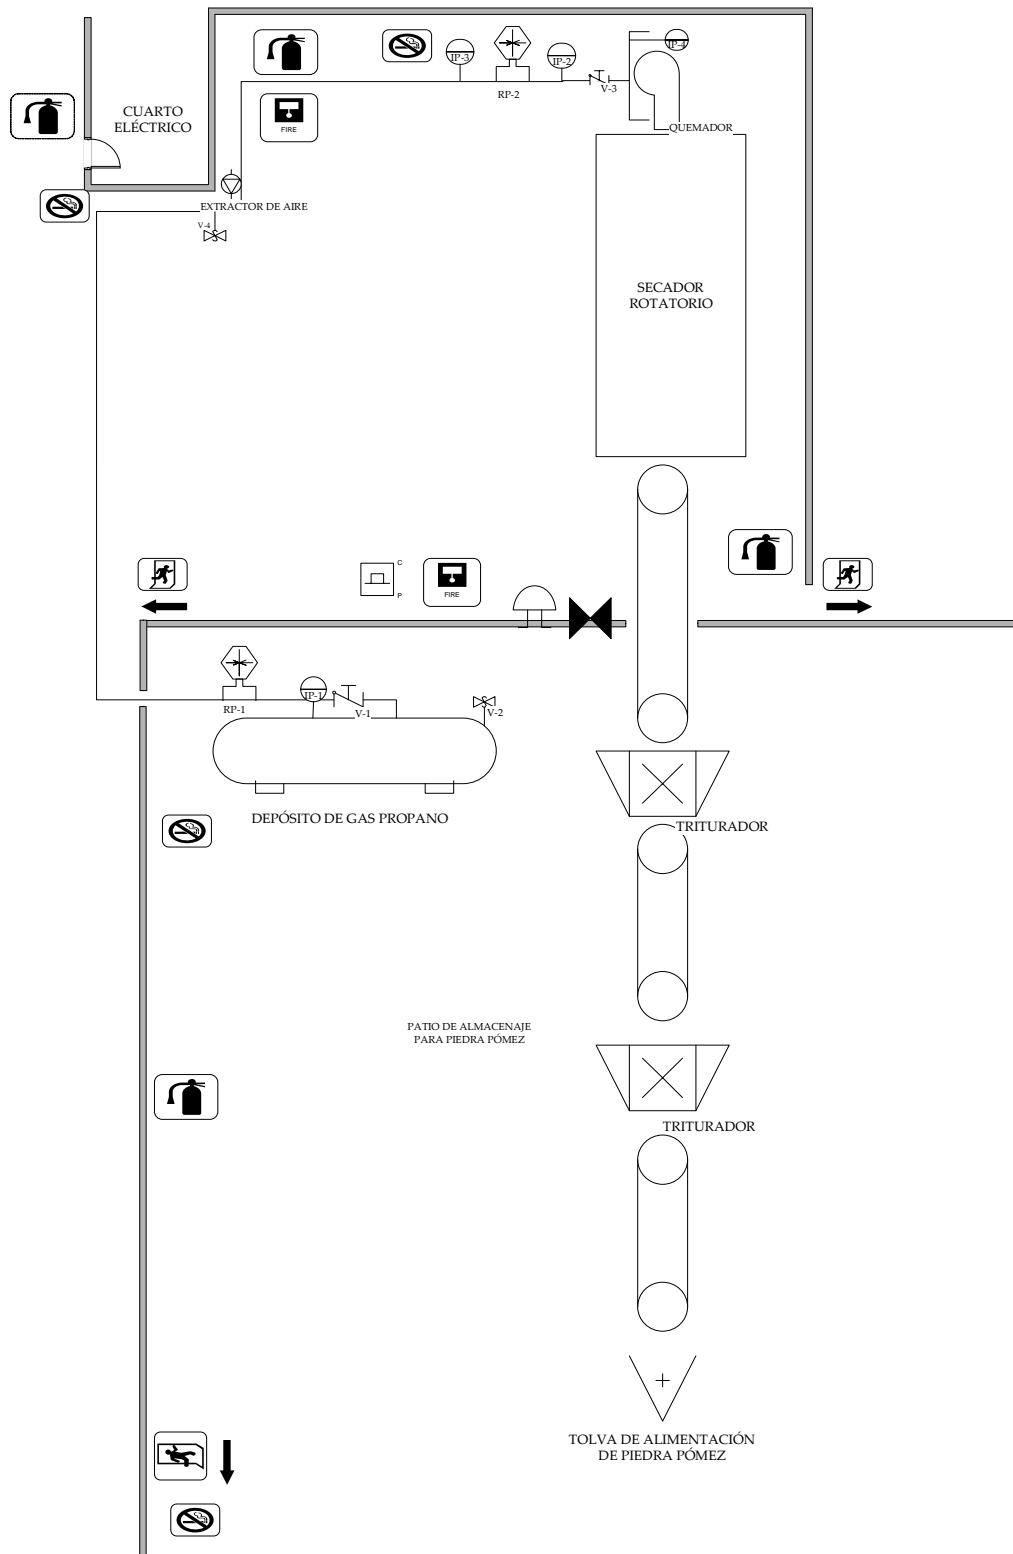 IP-4
IP-3
IP-2
V-3
RP-2
CUARTO
ELÉCTRICO
FIRE
QUEMADOR
EXTRACTOR DE AIRE
V-4
SECADOR
ROTATORIO
C
P
FIRE
IP-1
RP-1
V-1
V-2
DEPÓSITO DE GAS PROPANO
TRITURADOR
PATIO DE ALMACENAJE
PARA PIEDRA PÓMEZ
TRITURADOR
TOLVA DE ALIMENTACIÓN
DE PIEDRA PÓMEZ